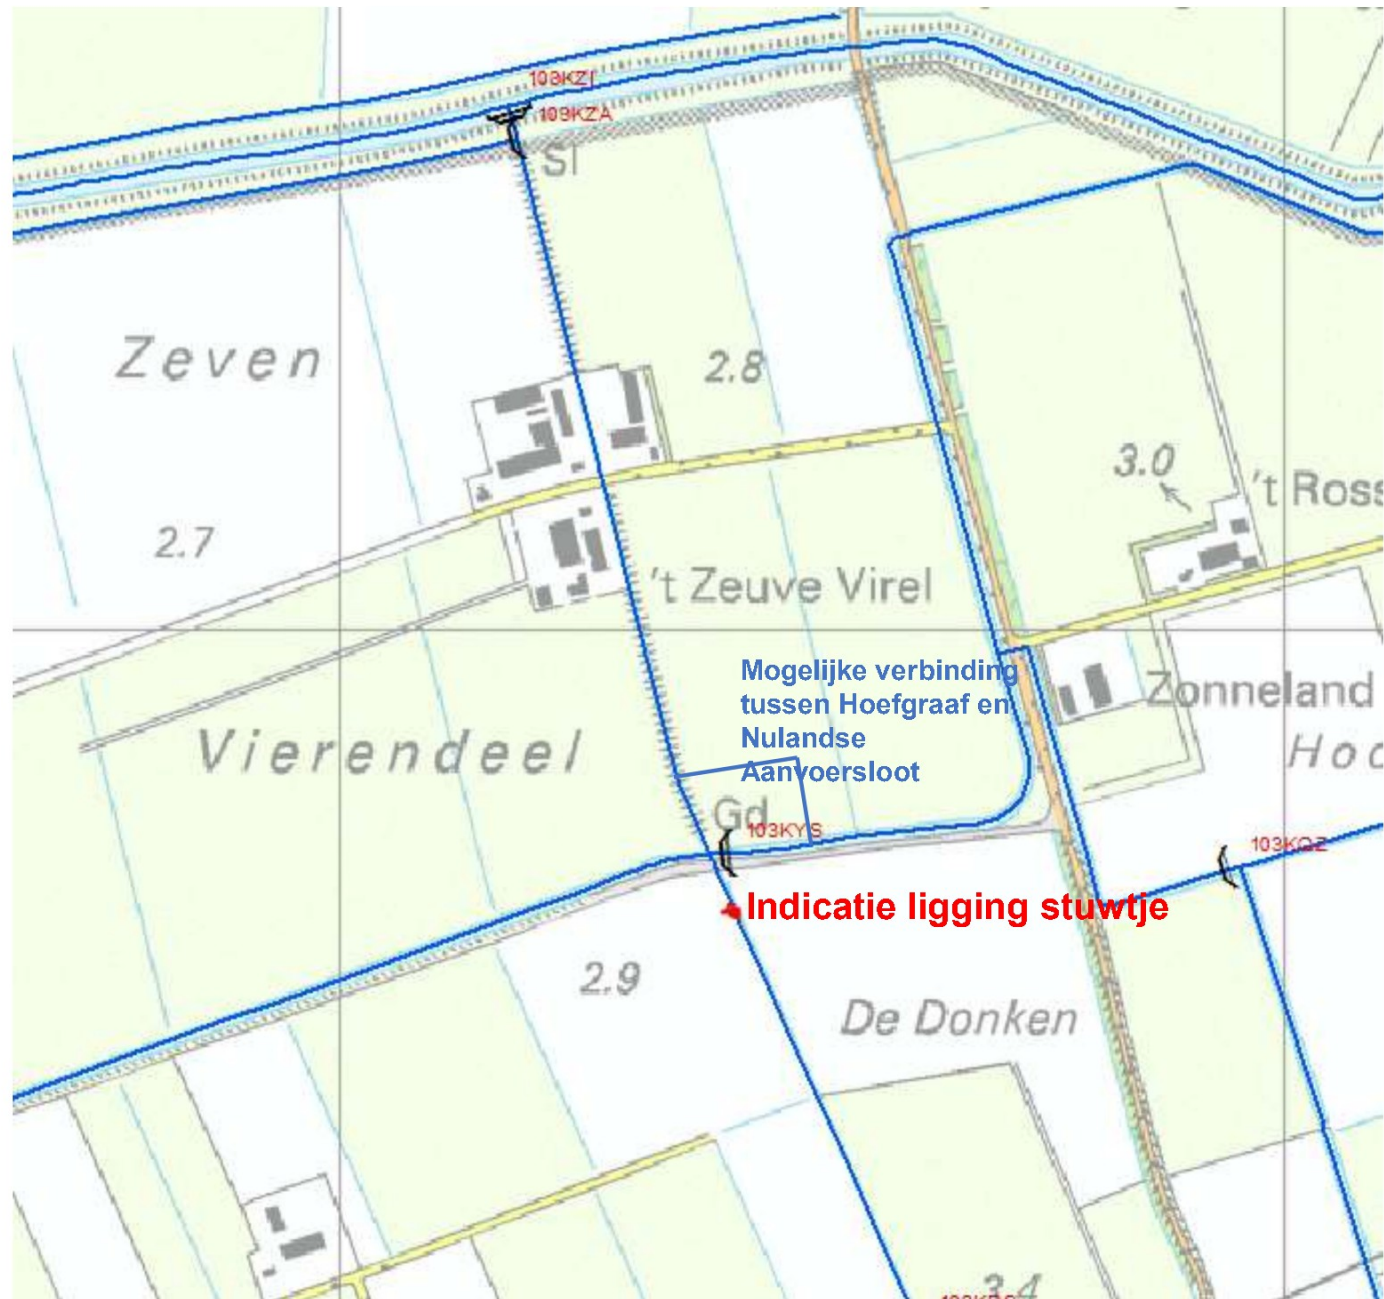 109KZA
Sl
Zeven
2.8
3.0
't Ross
2.7
't Zeuve Virel
Mogelijke verbinding
tussen Hoefgraaf en
Nulandse
Aanvoersloot
Zonneland
Vierendeel
Hoo
Gd
103KYS
103KQZ
Indicatie ligging stuwtje
2.9
De Donken
3.4